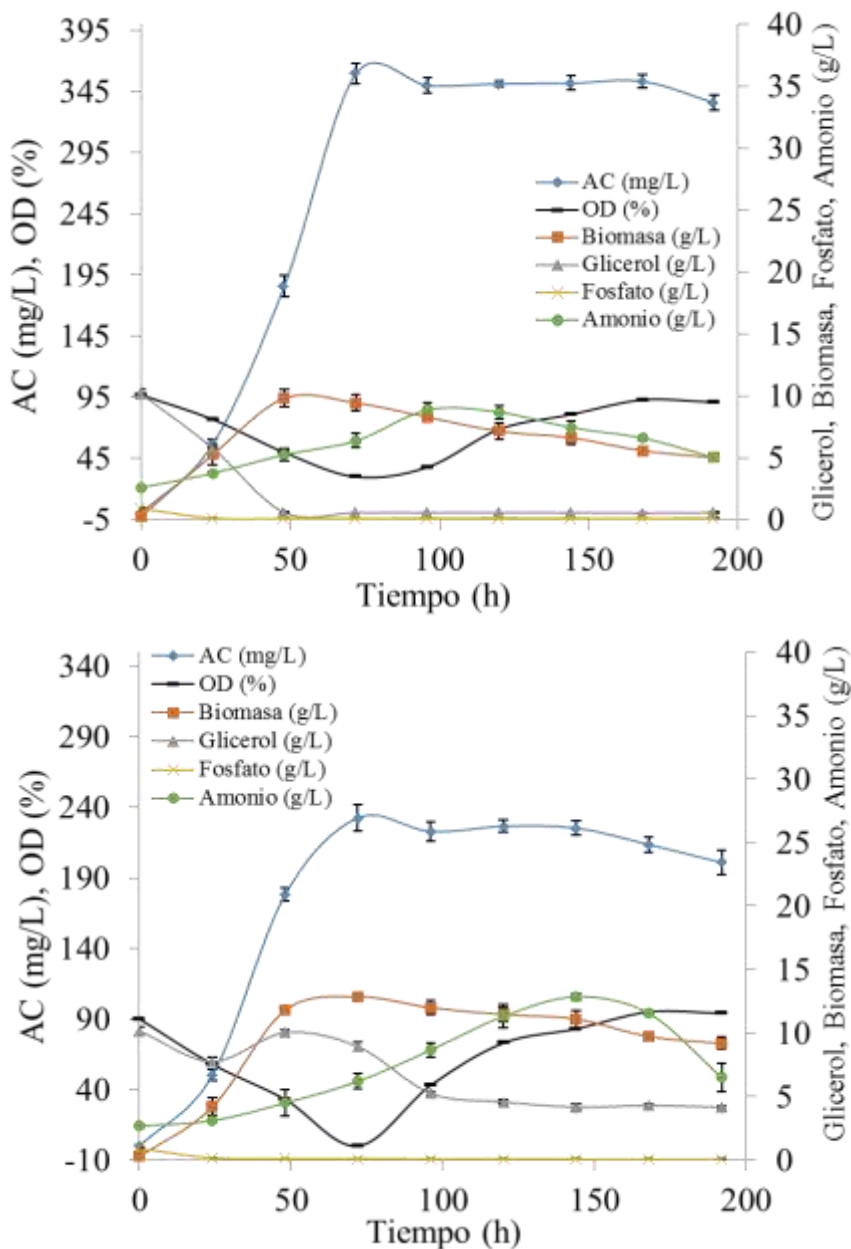 395
345
295
245
195
145
95
45
-5
AC (mg/L), OD (%)
40
35
30
25
20
15
10
5
0
Glicerol, Biomasa, Fosfato, Amonio (g/L)
AC (mg/L)
OD (%)
Biomasa (g/L)
Glicerol (g/L)
Fosfato (g/L)
Amonio (g/L)
0 50 100 150 200
Tiempo (h)
340
290
240
190
140
90
40
-10
AC (mg/L), OD (%)
AC (mg/L)
OD (%)
Biomasa (g/L)
Glicerol (g/L)
Fosfato (g/L)
Amonio (g/L)
40
35
30
25
20
15
10
5
0
Glicerol, Biomasa, Fosfato, Amonio (g/L)
0 50 100 150 200
Tiempo (h)